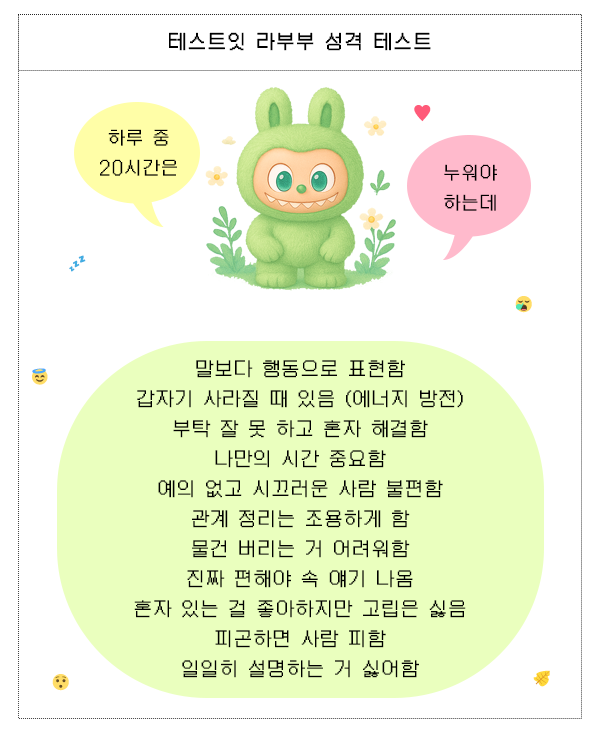 테스트잇 라부부 성격 테스트
하루 중
20시간은
누워야
하는데
말보다 행동으로 표현함
갑자기 사라질 때 있음 (에너지 방전)
부탁 잘 못 하고 혼자 해결함
나만의 시간 중요함
예의 없고 시끄러운 사람 불편함
관계 정리는 조용하게 함
물건 버리는 거 어려워함
진짜 편해야 속 얘기 나옴
혼자 있는 걸 좋아하지만 고립은 싫음
피곤하면 사람 피함
일일히 설명하는 거 싫어함